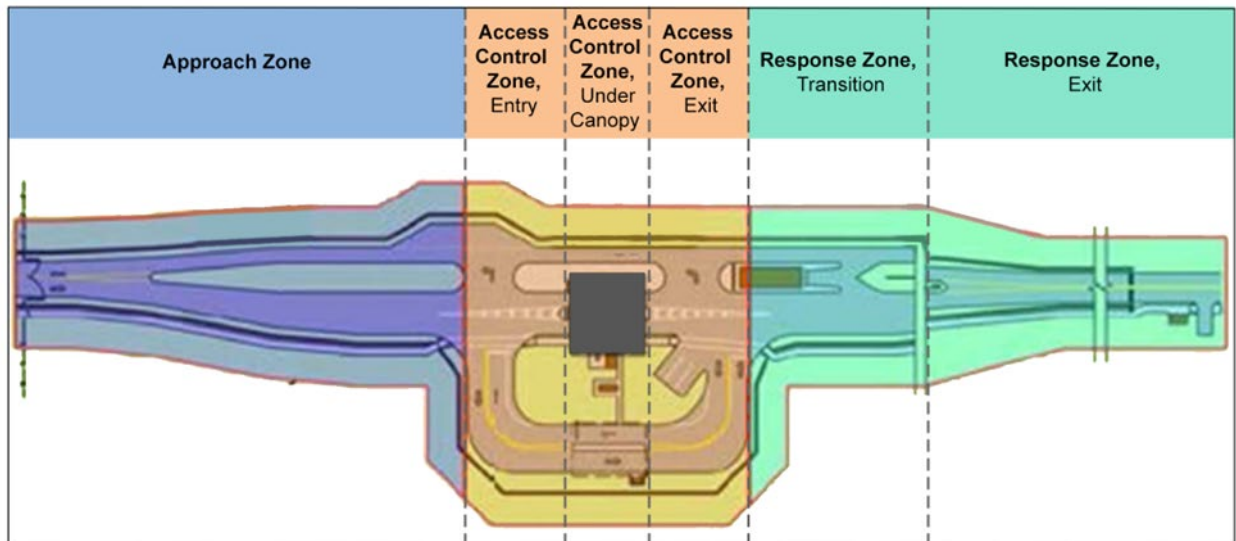 Approach Zone
Access
Control
Zone,
Entry
Access
Control
Zone,
Under
Canopy
Access
Control
Zone,
Exit
Response Zone,
Transition
Response Zone,
Exit